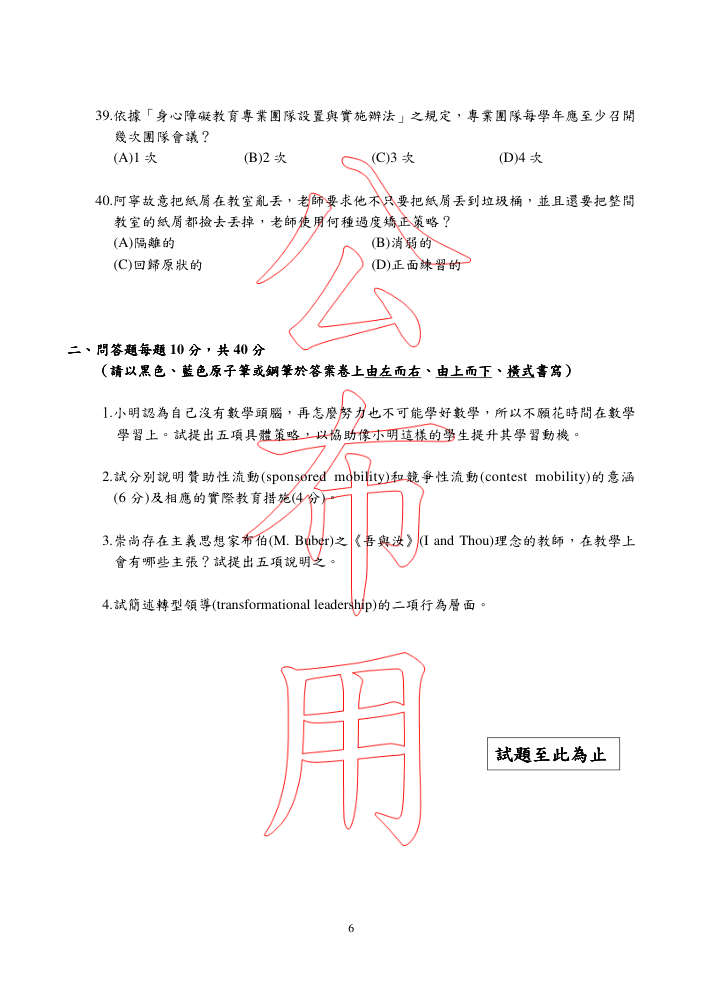 39.依據「身心障礙教育專業團隊設置與實施辦法」之規定，專業團隊每學年應至少召開
幾次團隊會議？
(A)1 次 (B)2 次 (C)3 次 (D)4 次
40.阿寧故意把紙屑在教室亂丟，老師要求他不只要把紙屑丟到垃圾桶，並且還要把整間
教室的紙屑都撿去丟掉，老師使用何種過度矯正策略？
(A)隔離的 (B)消弱的
(C)回歸原狀的 (D)正面練習的
二、問答題每題 10 分，共 40 分
（請以黑色、藍色原子筆或鋼筆於答案卷上由左而右、由上而下、橫式書寫）
1.小明認為自己沒有數學頭腦，再怎麼努力也不可能學好數學，所以不願花時間在數學
學習上。試提出五項具體策略，以協助像小明這樣的學生提升其學習動機。
2.試分別說明贊助性流動(sponsored mobility)和競爭性流動(contest mobility)的意涵
(6 分)及相應的實際教育措施(4 分)。
3.崇尚存在主義思想家布伯(M. Buber)之《吾與汝》(I and Thou)理念的教師，在教學上
會有哪些主張？試提出五項說明之。
4.試簡述轉型領導(transformational leadership)的二項行為層面。
公布用
試題至此為止
6